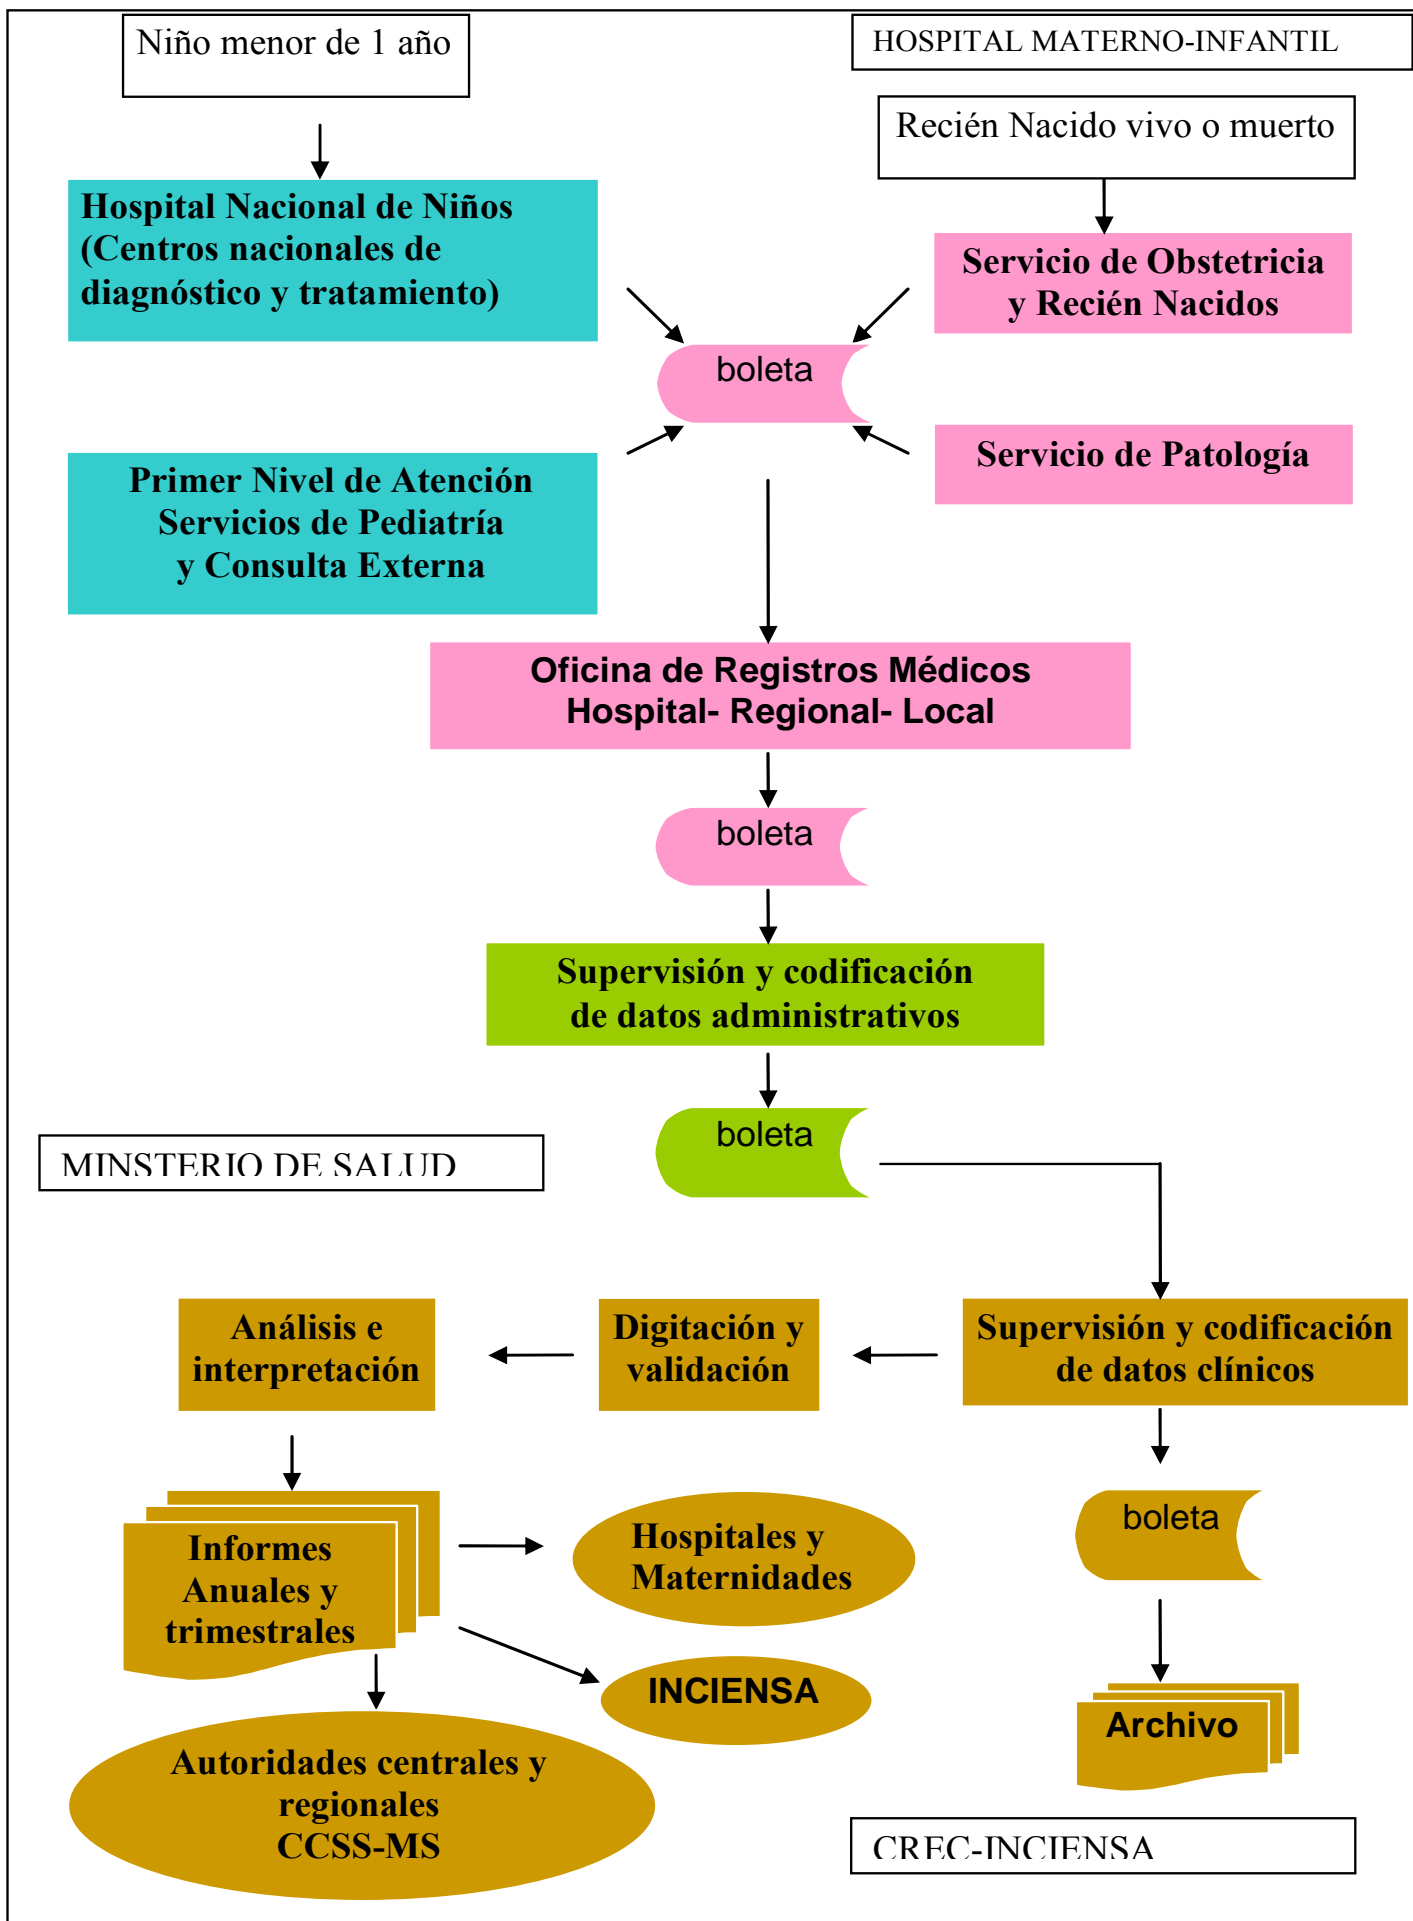 Niño menor de 1 año
HOSPITAL MATERNO-INFANTIL
Recién Nacido vivo o muerto
Hospital Nacional de Niños
(Centros nacionales de
diagnóstico y tratamiento)
Servicio de Obstetricia
y Recién Nacidos
boleta
Servicio de Patología
Primer Nivel de Atención
Servicios de Pediatría
y Consulta Externa
Oficina de Registros Médicos
Hospital- Regional- Local
boleta
Supervisión y codificación
de datos administrativos
boleta
MINSTERIO DE SALUD
Análisis e
interpretación
Digitación y
validación
Supervisión y codificación
de datos clínicos
boleta
Informes
Anuales y
trimestrales
Hospitales y
Maternidades
INCIENSA
Archivo
Autoridades centrales y
regionales
CCSS-MS
CREC-INCIENSA